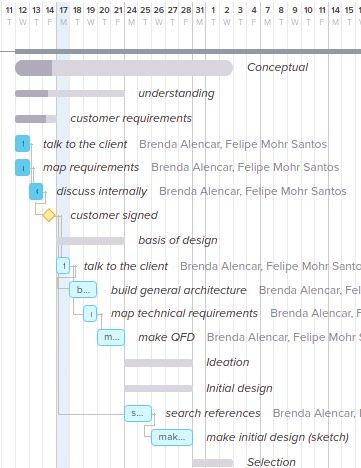 11 12 13 14 17 18 19 20 21 24 25 26 27 28 31 1 2 3 4 7 8 9 10 11 14 15
T W T F M T W T F M T W T F M T W T F M T W T F M T
Conceptual
understanding
customer requirements
talk to the client Brenda Alencar, Felipe Mohr Santos
map requirements Brenda Alencar, Felipe Mohr Santos
discuss internally Brenda Alencar, Felipe Mohr Santos
customer signed
basis of design
t talk to the client Brenda Alencar, Felipe Mohr Santo
b... build general architecture Brenda Alencar, Fel
map technical requirements Brenda Alencar, F
m... make QFD Brenda Alencar, Felipe Mohr S
Ideation
Initial design
s... search references Brenda Alencar,
mak... make initial design (sketch)
Selection